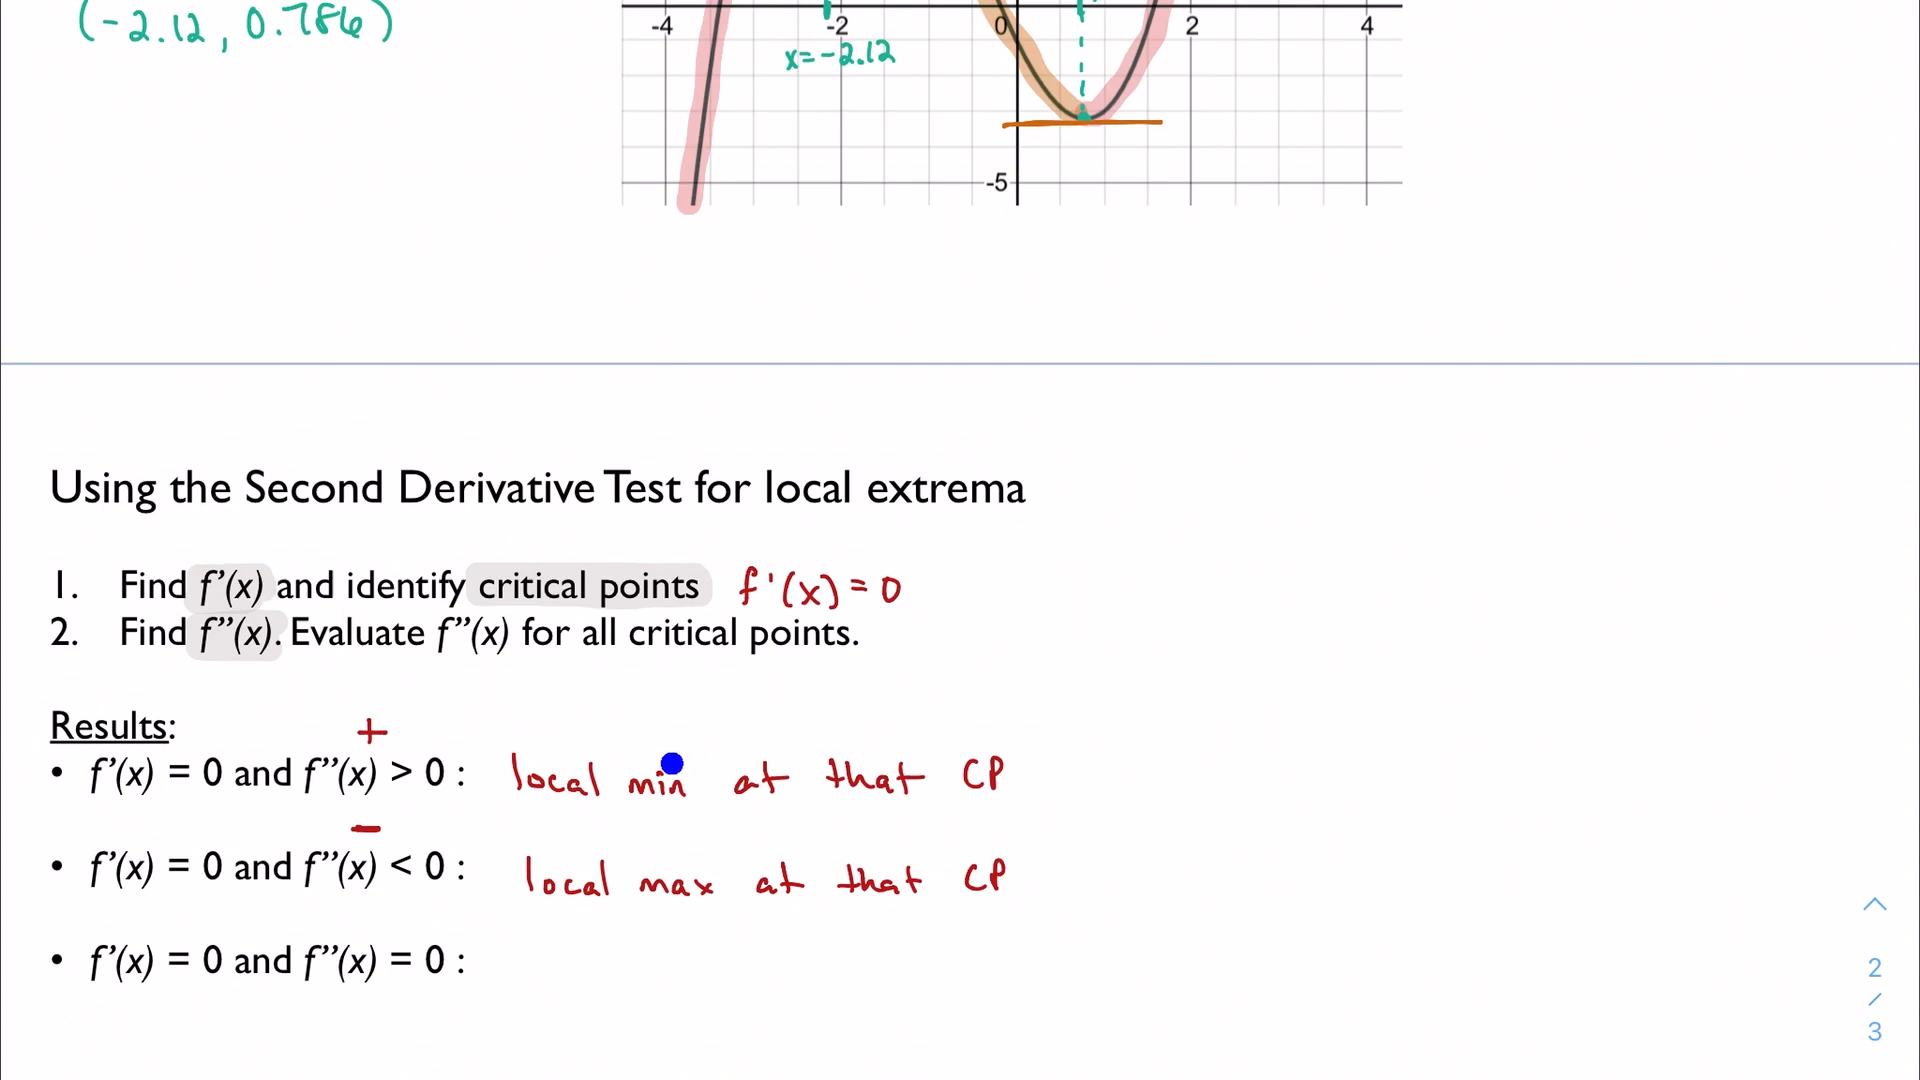 (-2.12, 0.786)
-4 -2 0 2 4
x=-2.12
-5
Using the Second Derivative Test for local extrema
1. Find f'(x) and identify critical points f'(x) = 0
2. Find f”(x). Evaluate f”(x) for all critical points.
Results:
+
• f'(x) = 0 and f”(x) > 0 : local min at that CP
−
• f'(x) = 0 and f”(x) < 0 : local max at that CP
• f'(x) = 0 and f”(x) = 0 :
2
/
3